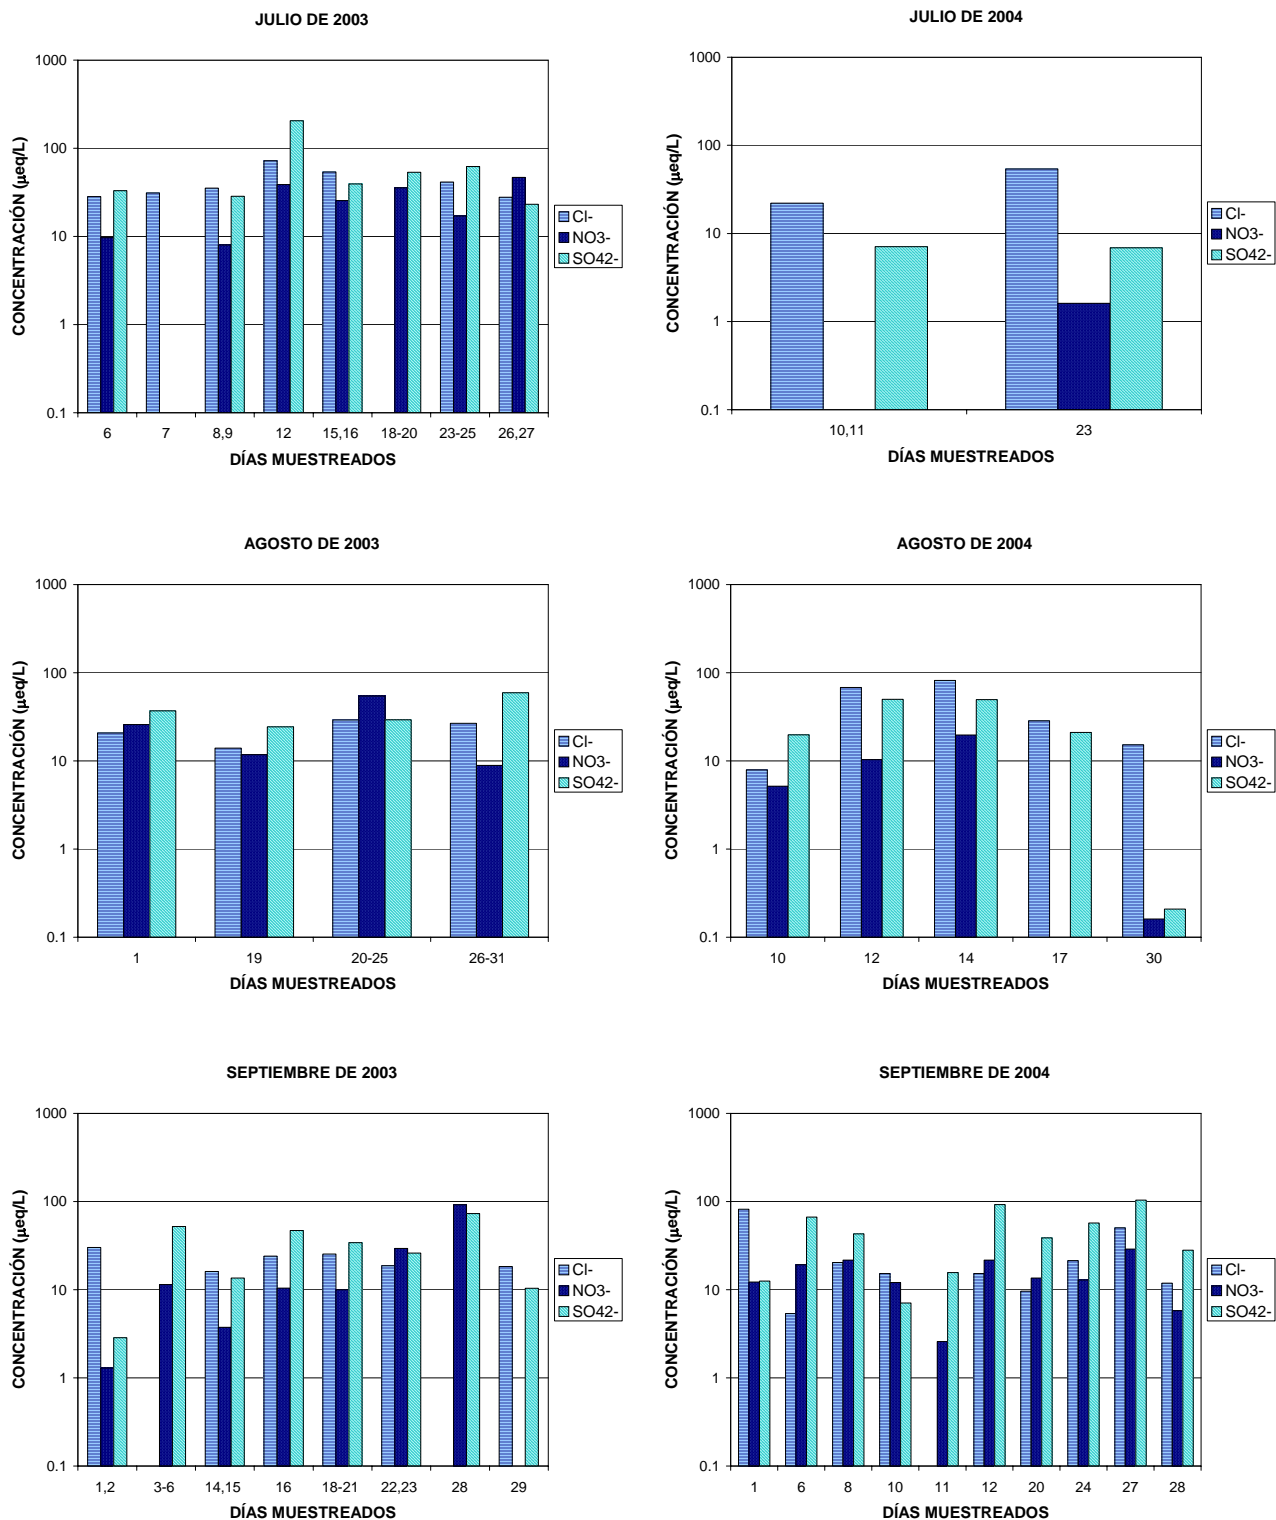 JULIO DE 2003
1000
100
10
1
0.1
CONCENTRACIÓN (µeq/L)
6 7 8,9 12 15,16 18-20 23-25 26,27
DÍAS MUESTREADOS
Cl-
NO3-
SO42-
JULIO DE 2004
1000
100
10
1
0.1
CONCENTRACIÓN (µeq/L)
10,11 23
DÍAS MUESTREADOS
Cl-
NO3-
SO42-
AGOSTO DE 2003
1000
100
10
1
0.1
CONCENTRACIÓN (µeq/L)
1 19 20-25 26-31
DÍAS MUESTREADOS
Cl-
NO3-
SO42-
AGOSTO DE 2004
1000
100
10
1
0.1
CONCENTRACIÓN (µeq/L)
10 12 14 17 30
DÍAS MUESTREADOS
Cl-
NO3-
SO42-
SEPTIEMBRE DE 2003
1000
100
10
1
0.1
CONCENTRACIÓN (µeq/L)
1,2 3-6 14,15 16 18-21 22,23 28 29
DÍAS MUESTREADOS
Cl-
NO3-
SO42-
SEPTIEMBRE DE 2004
1000
100
10
1
0.1
CONCENTRACIÓN (µeq/L)
1 6 8 10 11 12 20 24 27 28
DÍAS MUESTREADOS
Cl-
NO3-
SO42-